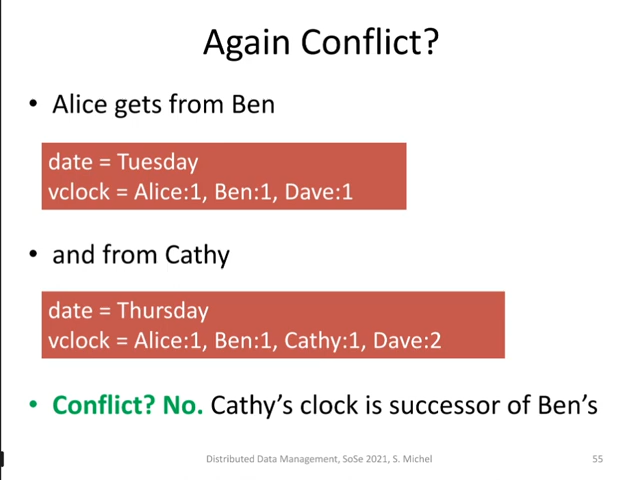 Again Conflict?
• Alice gets from Ben
date = Tuesday
vclock = Alice:1, Ben:1, Dave:1
• and from Cathy
date = Thursday
vclock = Alice:1, Ben:1, Cathy:1, Dave:2
• Conflict? No. Cathy’s clock is successor of Ben’s
Distributed Data Management, SoSe 2021, S. Michel 55